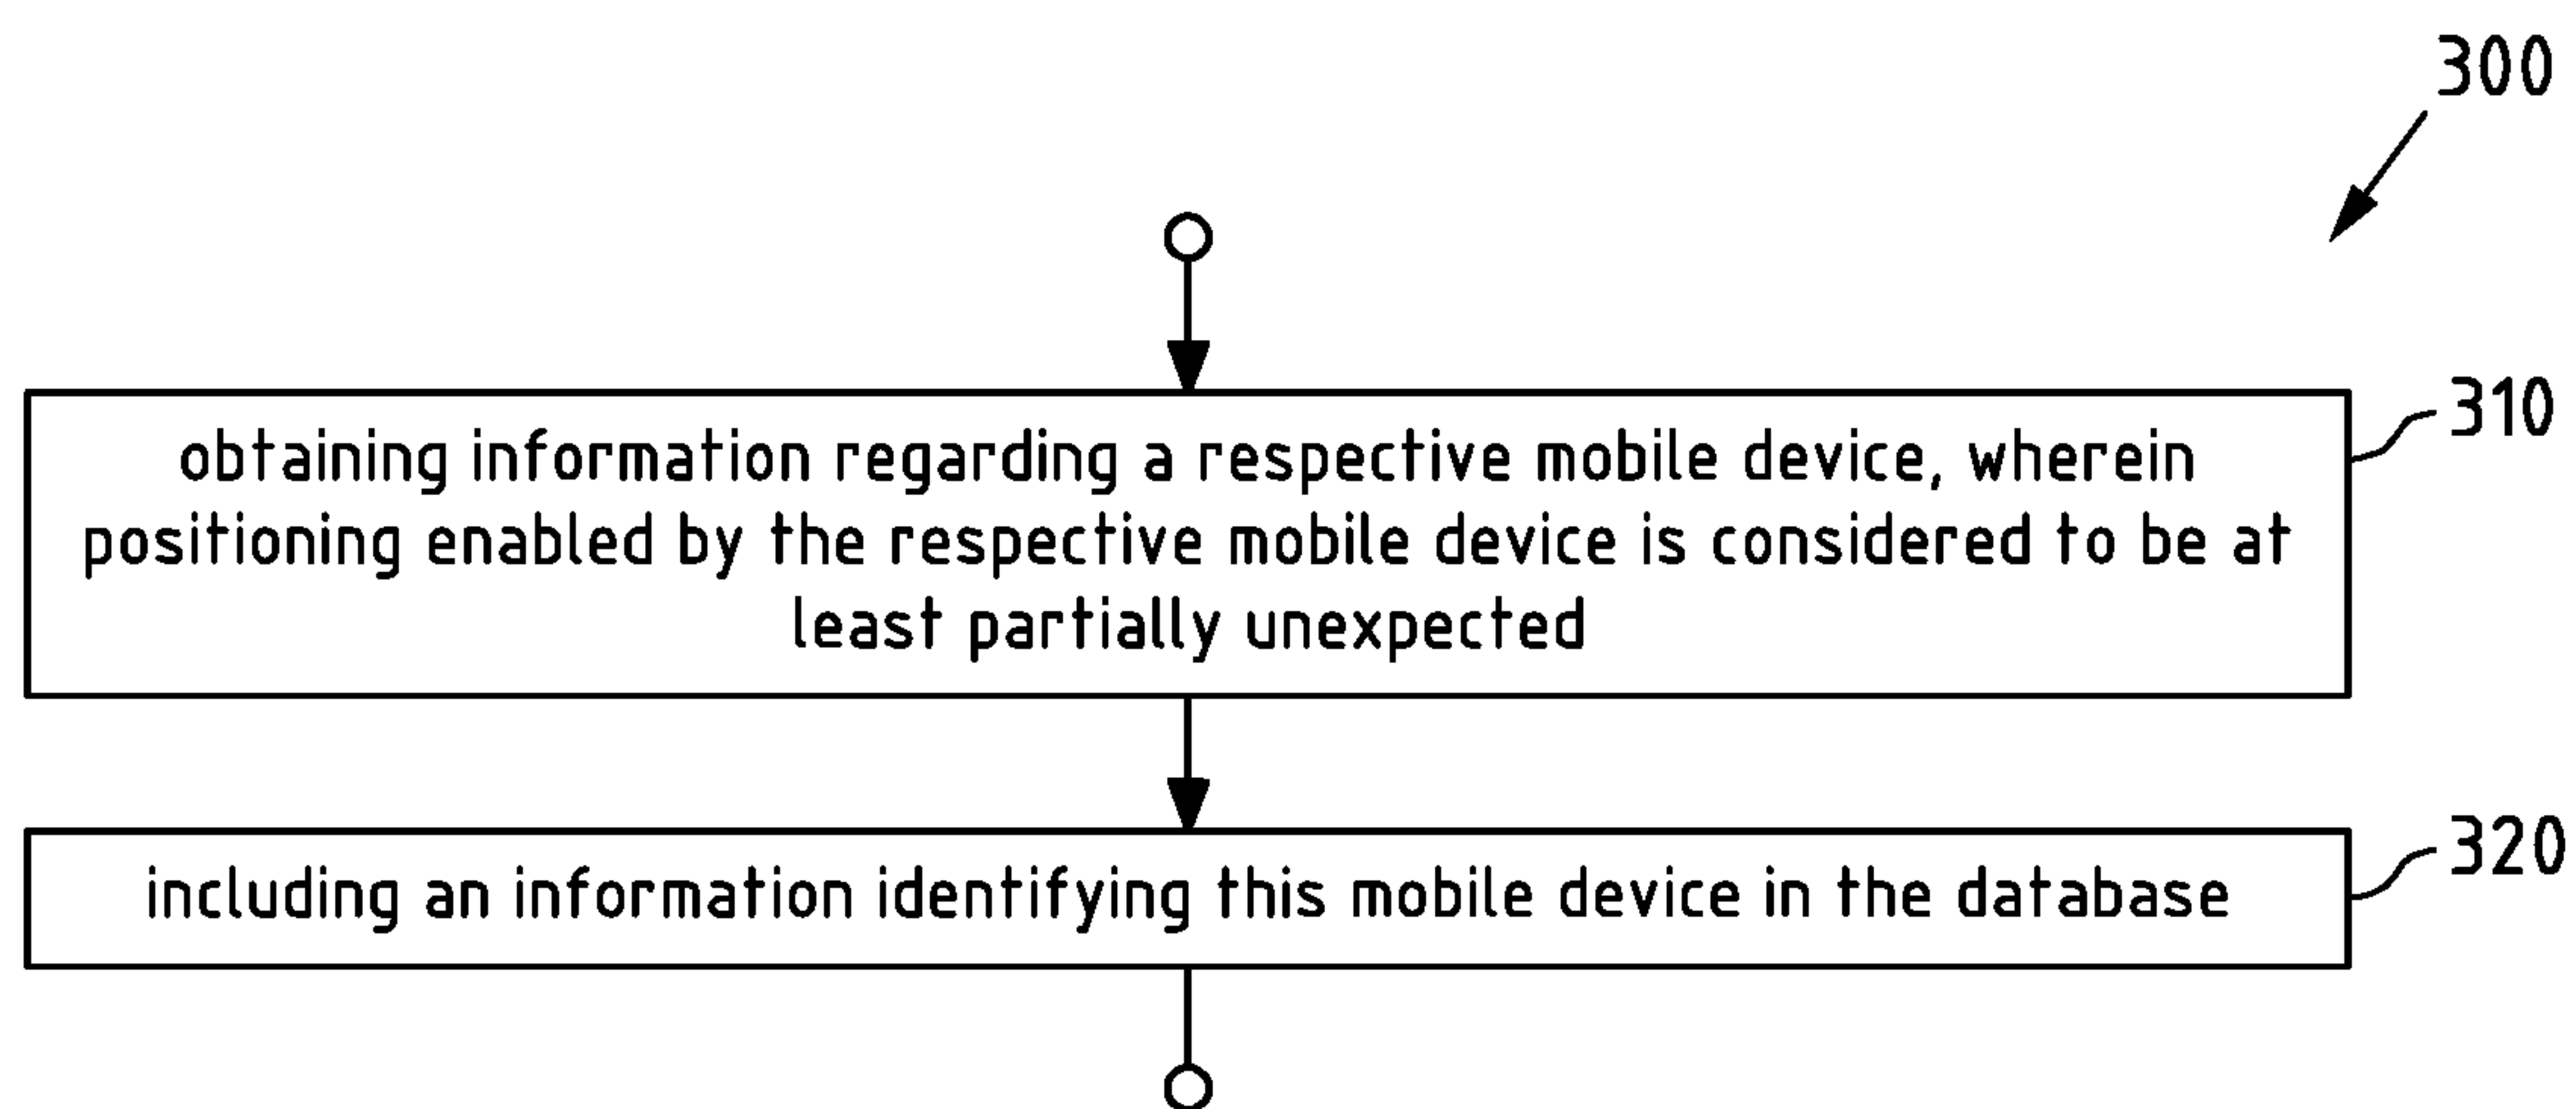 300
310
obtaining information regarding a respective mobile device, wherein
positioning enabled by the respective mobile device is considered to be at
least partially unexpected
320
including an information identifying this mobile device in the database